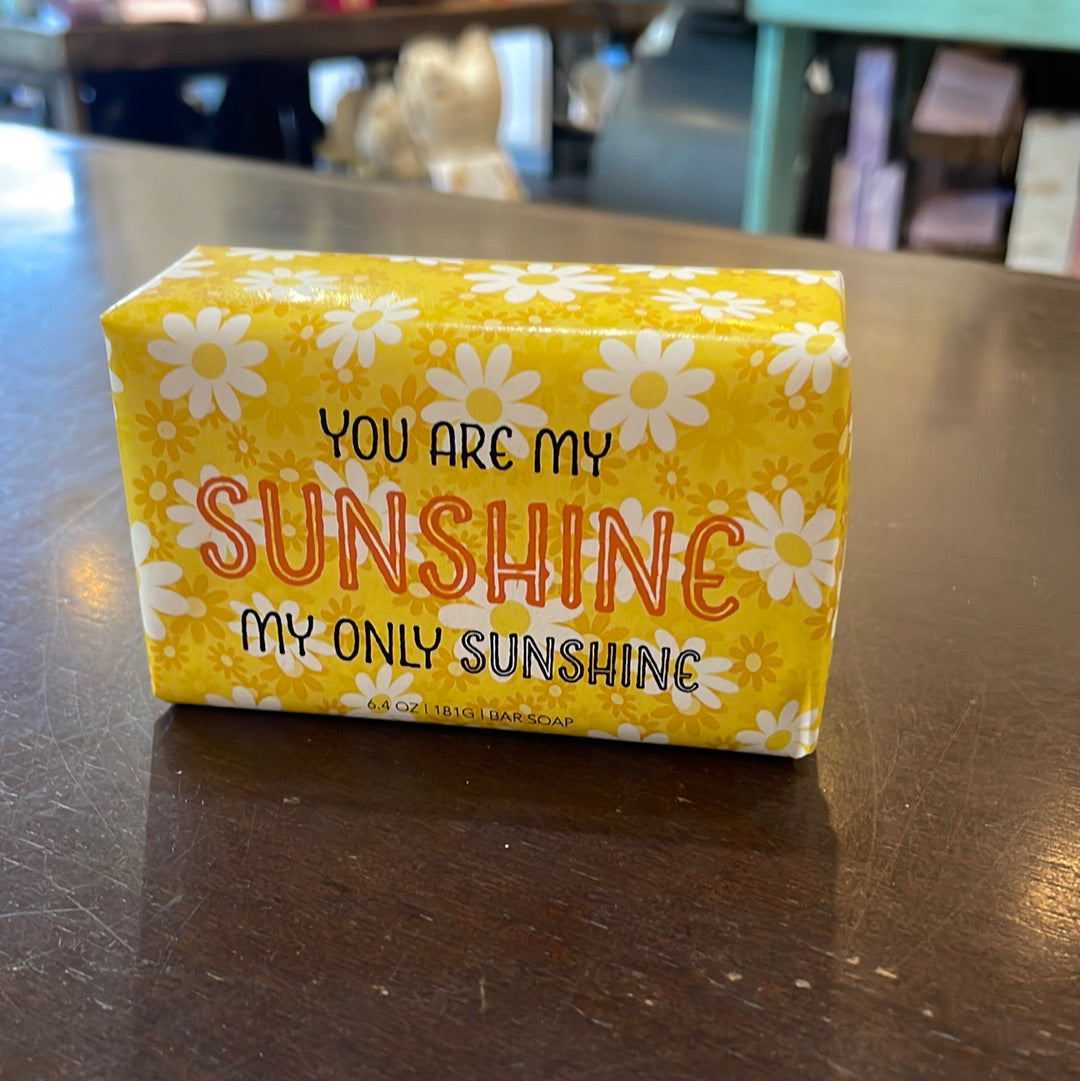 YOU ARE MY
SUNSHINE
MY ONLY SUNSHINE
6.4 OZ | 181G | BAR SOAP